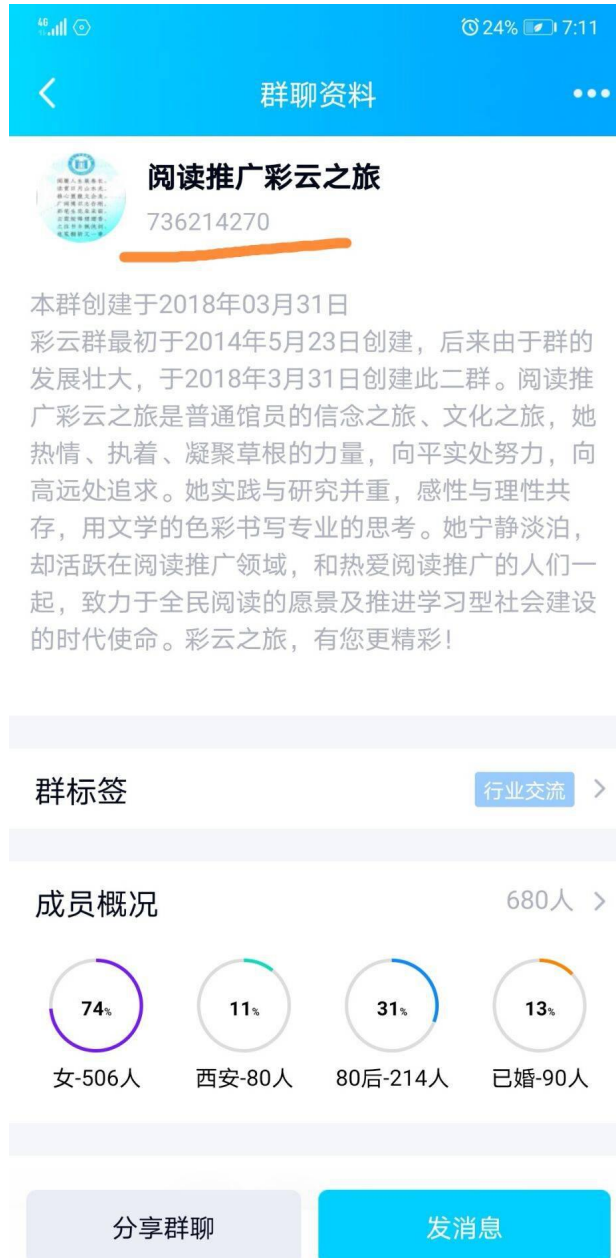 46
24% 7:11
群聊资料
阅读推广彩云之旅
736214270
本群创建于2018年03月31日
彩云群最初于2014年5月23日创建，后来由于群的
发展壮大，于2018年3月31日创建此二群。阅读推
广彩云之旅是普通馆员的信念之旅、文化之旅，她
热情、执着、凝聚草根的力量，向平实处努力，向
高远处追求。她实践与研究并重，感性与理性共
存，用文学的色彩书写专业的思考。她宁静淡泊，
却活跃在阅读推广领域，和热爱阅读推广的人们一
起，致力于全民阅读的愿景及推进学习型社会建设
的时代使命。彩云之旅，有您更精彩!
群标签
行业交流
成员概况
680人
74% 11% 31% 13%
女-506人 西安-80人 80后-214人 已婚-90人
分享群聊 发消息